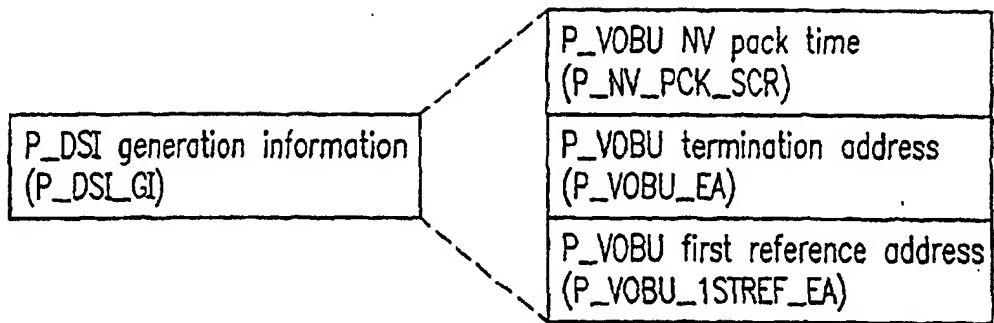 P_DSI generation information
(P_DSI_GI)
P_VOBU NV pack time
(P_NV_PCK_SCR)
P_VOBU termination address
(P_VOBU_EA)
P_VOBU first reference address
(P_VOBU_1STREF_EA)